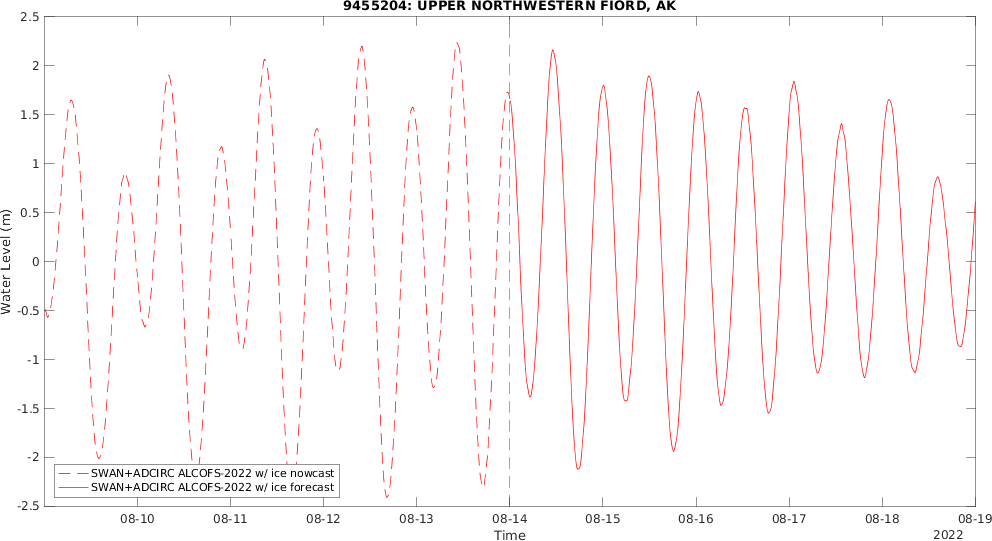 9455204: UPPER NORTHWESTERN FIORD, AK
2.5
2
1.5
1
0.5
0
-0.5
-1
-1.5
-2
-2.5
Water Level (m)
SWAN+ADCIRC ALCOFS-2022 w/ ice nowcast
SWAN+ADCIRC ALCOFS-2022 w/ ice forecast
08-10 08-11 08-12 08-13 08-14 08-15 08-16 08-17 08-18 08-19
Time
2022